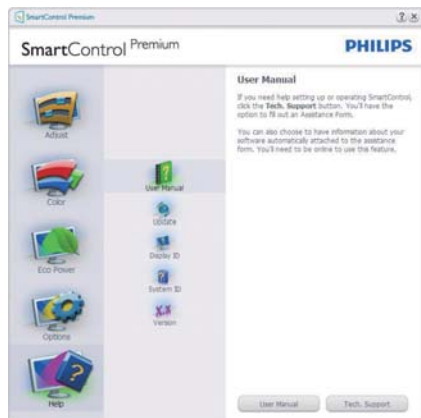 SmartControl Premium
SmartControl Premium
PHILIPS
Adjust
Color
Eco Power
Options
Help
User Manual
Update
Display ID
System ID
Version
User Manual
If you need help setting up or operating SmartControl,
click the Tech. Support button. You'll have the
option to fill out an Assistance Form.
You can also choose to have information about your
software automatically attached to the assistance
form. You'll need to be online to use this feature.
User Manual
Tech. Support